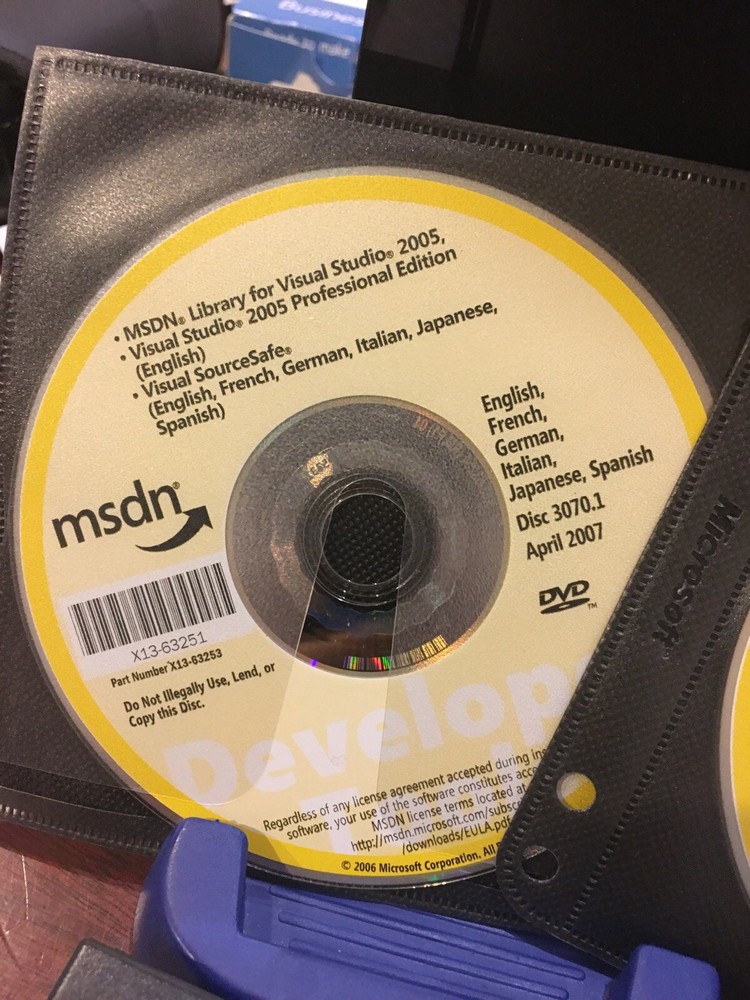 Business
• MSDN® Library for Visual Studio® 2005,
• Visual Studio® 2005 Professional Edition
(English)
• Visual SourceSafe®
(English, French, German, Italian, Japanese,
Spanish)
English,
French,
German,
Italian,
Japanese, Spanish
Disc 3070.1
April 2007
msdn®
DVD™
X13-63251
Part Number X13-63253
Do Not Illegally Use, Lend, or
Copy this Disc.
Develop
Regardless of any license agreement accepted during
software, your use of the software constitutes
MSDN license terms located at
http://msdn.microsoft.com/subsc
/downloads/EULA.pdf
© 2006 Microsoft Corporation. All
Microsoft®